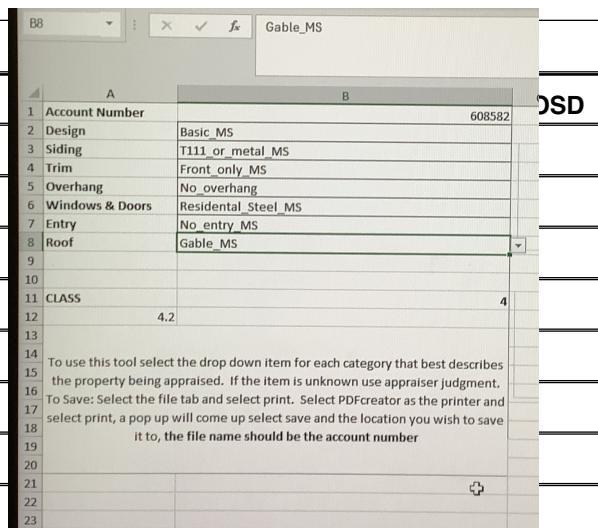 B8 fx Gable_MS
A B
1 Account Number 608582
2 Design Basic_MS
3 Siding T111_or_metal_MS
4 Trim Front_only_MS
5 Overhang No_overhang
6 Windows & Doors Residental_Steel_MS
7 Entry No_entry_MS
8 Roof Gable_MS
9
10
11 CLASS 4
12 4.2
13
14
To use this tool select the drop down item for each category that best describes
15
the property being appraised. If the item is unknown use appraiser judgment.
16
To Save: Select the file tab and select print. Select PDFcreator as the printer and
17
select print, a pop up will come up select save and the location you wish to save
18
it to, the file name should be the account number
19
20
21
22
23
OSD